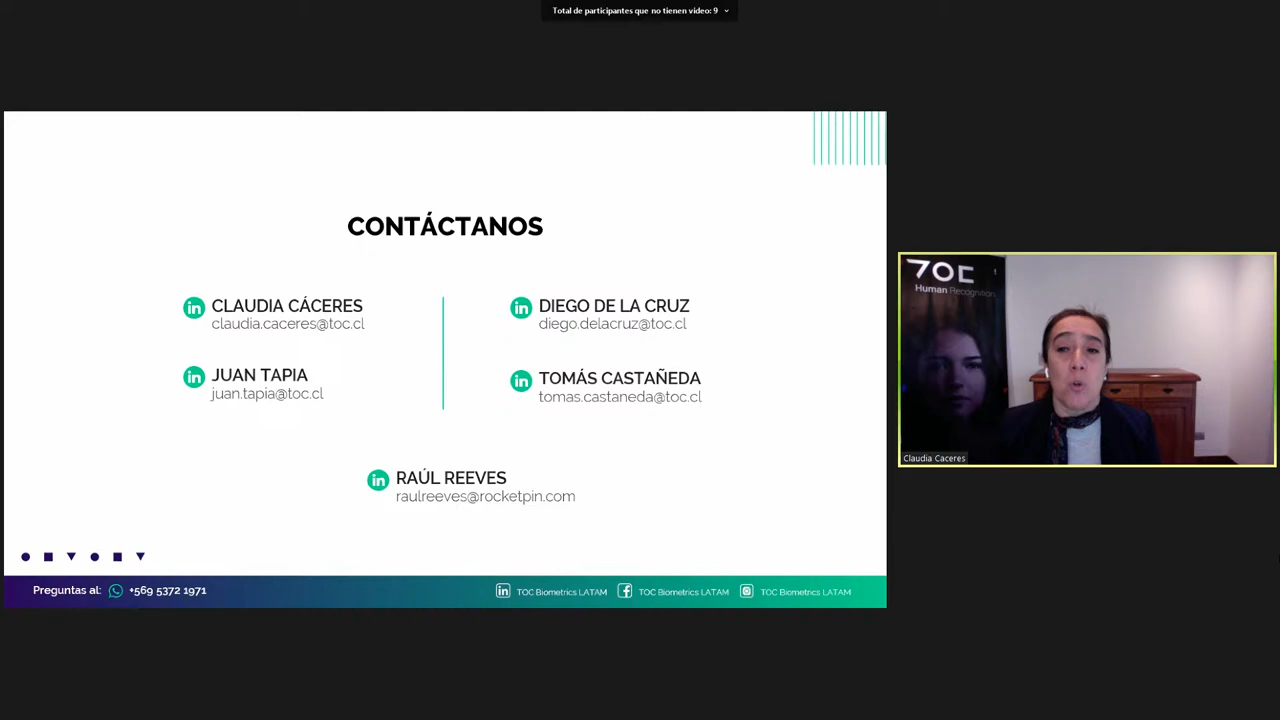 Total de participantes que no tienen video: 9
CONTÁCTANOS
CLAUDIA CÁCERES
claudia.caceres@toc.cl
JUAN TAPIA
juan.tapia@toc.cl
DIEGO DE LA CRUZ
diego.delacruz@toc.cl
TOMÁS CASTAÑEDA
tomas.castaneda@toc.cl
RAÚL REEVES
raulreeves@rocketpin.com
Preguntas al: +569 5372 1971
TOC Biometrics LATAM TOC Biometrics LATAM TOC Biometrics LATAM
TOC
Human Recognition
Claudia Caceres